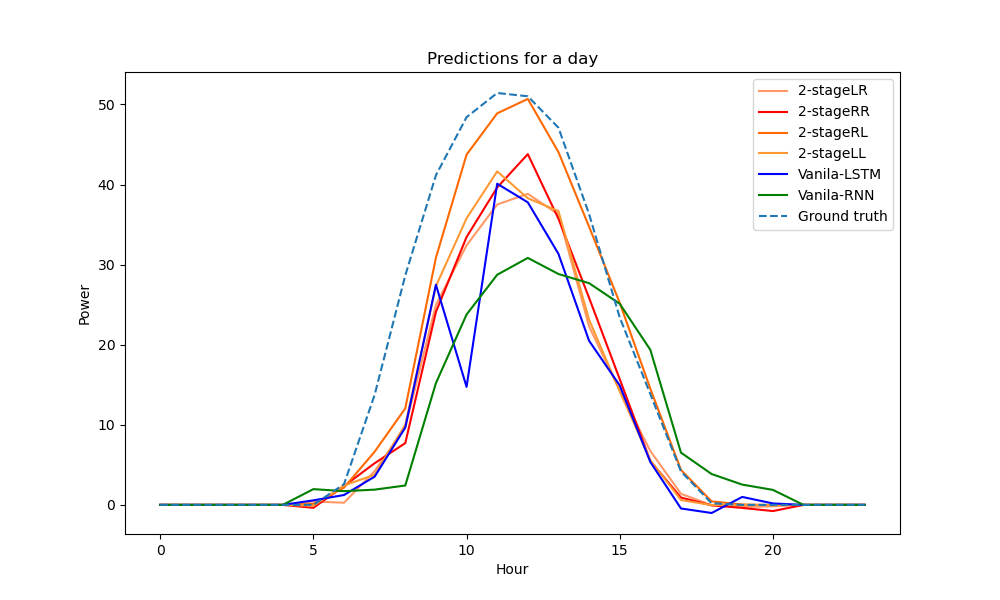 Predictions for a day
2-stageLR
2-stageRR
2-stageRL
2-stageLL
Vanila-LSTM
Vanila-RNN
Ground truth
50
40
30
20
10
0
Power
0 5 10 15 20
Hour